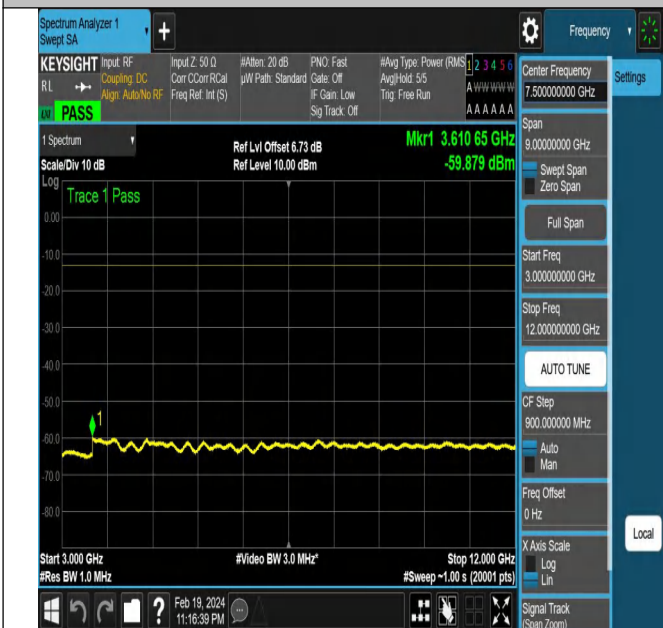 Spectrum Analyzer 1
Swept SA
+
Frequency
KEYSIGHT
Input: RF
Input Z: 50 Ω
#Atten: 20 dB
PNO: Fast
#Avg Type: Power (RMS
1 2 3 4 5 6
R L
Coupling: DC
Corr CCorr RCal
µW Path: Standard
Gate: Off
Avg|Hold: 5/5
A W W W W W
Align: Auto/No RF
Freq Ref: Int (S)
IF Gain: Low
Trig: Free Run
Sig Track: Off
A A A A A A
PASS
1 Spectrum
Ref Lvl Offset 6.73 dB
Mkr1 3.610 65 GHz
Scale/Div 10 dB
Ref Level 10.00 dBm
-59.879 dBm
Log
Trace 1 Pass
0.00
-10.0
-20.0
-30.0
-40.0
-50.0
1
-60.0
-70.0
-80.0
Start 3.000 GHz
#Video BW 3.0 MHz*
Stop 12.000 GHz
#Res BW 1.0 MHz
#Sweep ~1.00 s (20001 pts)
?
Feb 19, 2024
11:16:39 PM
Center Frequency
7.500000000 GHz
Settings
Span
9.00000000 GHz
Swept Span
Zero Span
Full Span
Start Freq
3.000000000 GHz
Stop Freq
12.000000000 GHz
AUTO TUNE
CF Step
900.000000 MHz
Auto
Man
Freq Offset
0 Hz
Local
X Axis Scale
Log
Lin
Signal Track
(Span Zoom)